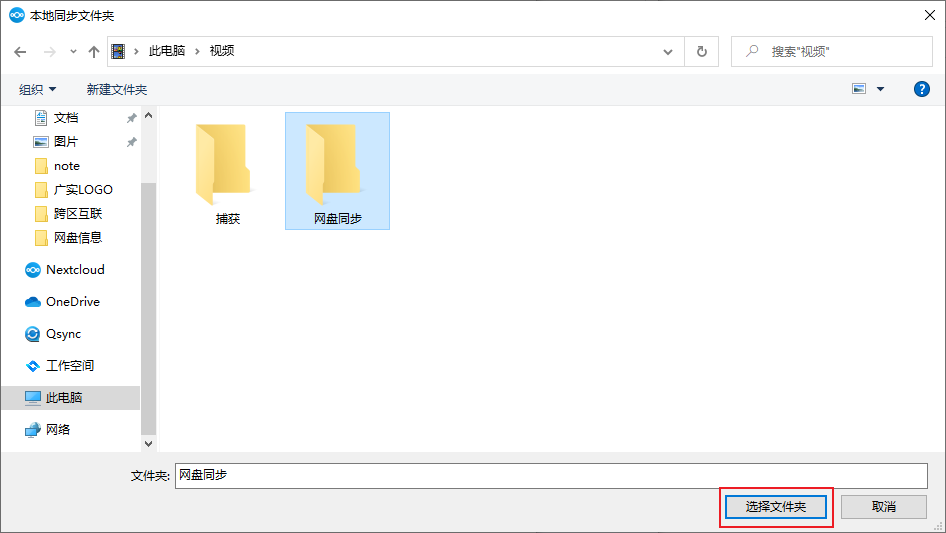 本地同步文件夹
此电脑 视频
搜索"视频"
组织 新建文件夹
文档
图片
note
广实LOGO
跨区互联
网盘信息
Nextcloud
OneDrive
Qsync
工作空间
此电脑
网络
捕获 网盘同步
文件夹: 网盘同步
选择文件夹 取消